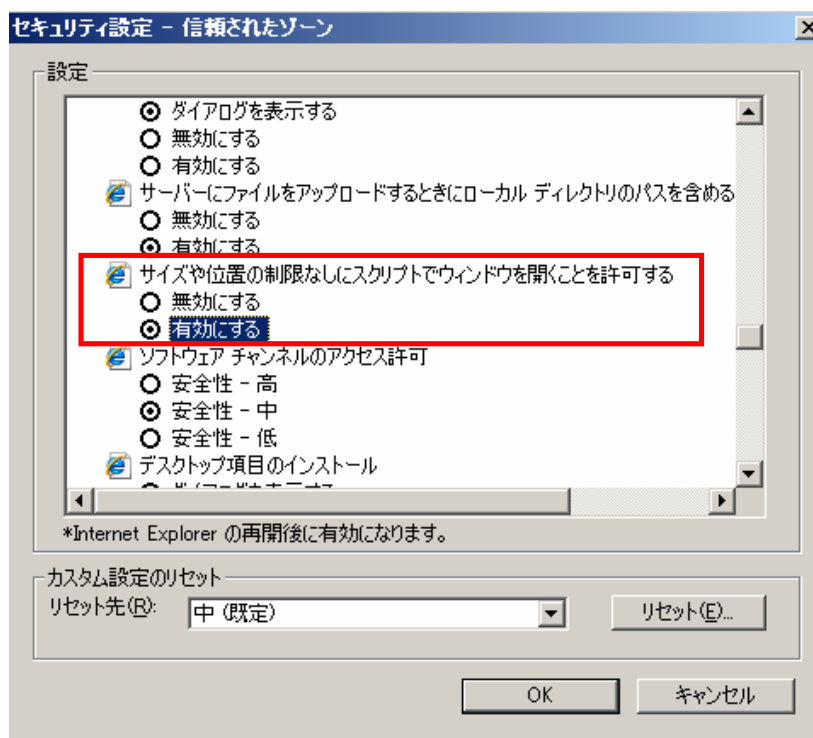 セキュリティ設定 - 信頼されたゾーン
設定
ダイアログを表示する
無効にする
有効にする
サーバーにファイルをアップロードするときにローカル ディレクトリのパスを含める
無効にする
有効にする
サイズや位置の制限なしにスクリプトでウィンドウを開くことを許可する
無効にする
有効にする
ソフトウェア チャンネルのアクセス許可
安全性 - 高
安全性 - 中
安全性 - 低
デスクトップ項目のインストール
*Internet Explorer の再開後に有効になります。
カスタム設定のリセット
リセット先(R):
中 (既定)
リセット(E)...
OK
キャンセル